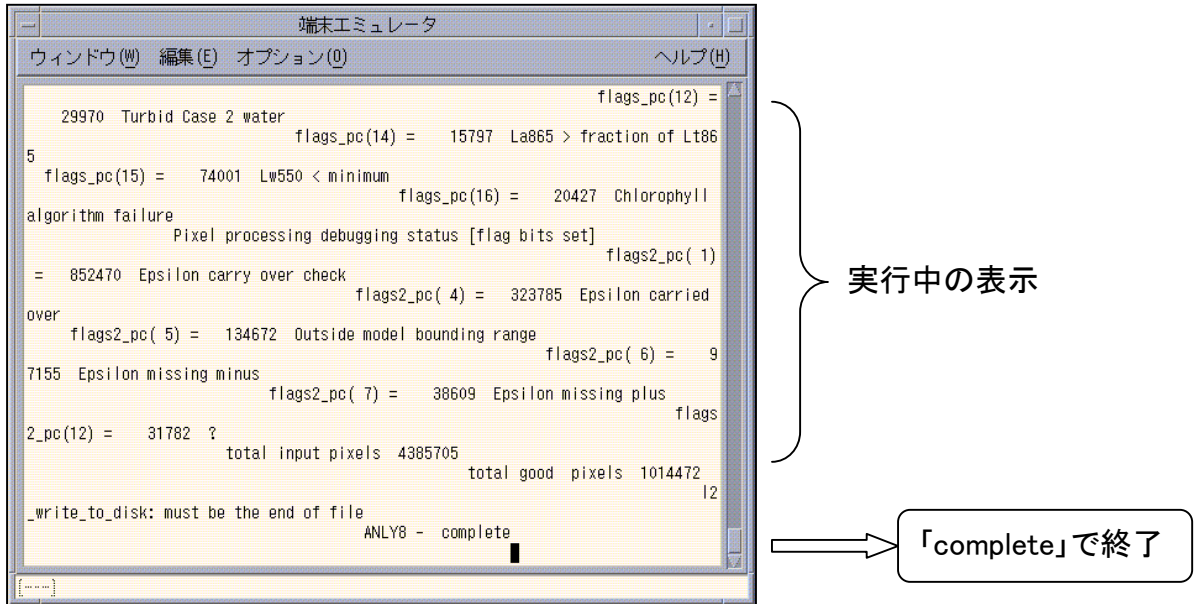 端末エミュレータ
ウィンドウ(W) 編集(E) オプション(O) ヘルプ(H)
flags_pc(12) =
29970 Turbid Case 2 water
flags_pc(14) = 15797 La865 > fraction of Lt86
5
flags_pc(15) = 74001 Lw550 < minimum
flags_pc(16) = 20427 Chlorophyll
algorithm failure
Pixel processing debugging status [flag bits set]
flags2_pc( 1)
= 852470 Epsilon carry over check
flags2_pc( 4) = 323785 Epsilon carried
over
flags2_pc( 5) = 134672 Outside model bounding range
flags2_pc( 6) = 9
7155 Epsilon missing minus
flags2_pc( 7) = 38609 Epsilon missing plus
flags
2_pc(12) = 31782 ?
total input pixels 4385705
total good pixels 1014472
l2
_write_to_disk: must be the end of file
ANLY8 - complete
[----]
実行中の表示
「complete」で終了